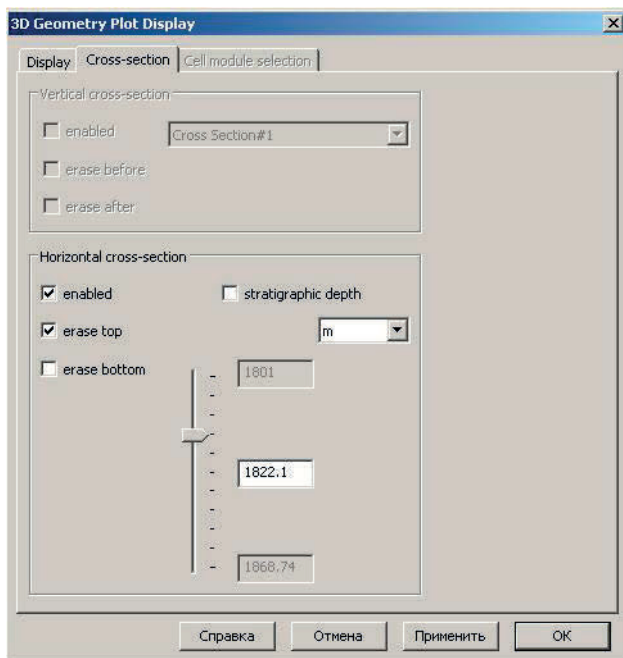 3D Geometry Plot Display
Display
Cross-section
Cell module selection
Vertical cross-section
enabled
Cross Section#1
erase before
erase after
Horizontal cross-section
enabled
stratigraphic depth
erase top
m
erase bottom
1801
1822.1
1868.74
Справка
Отмена
Применить
OK